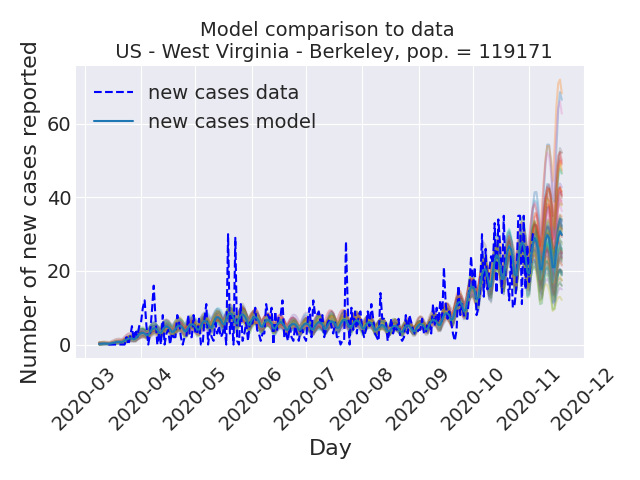 Model comparison to data
US - West Virginia - Berkeley, pop. = 119171
Number of new cases reported
60
40
20
0
new cases data
new cases model
2020-03
2020-04
2020-05
2020-06
2020-07
2020-08
2020-09
2020-10
2020-11
2020-12
Day